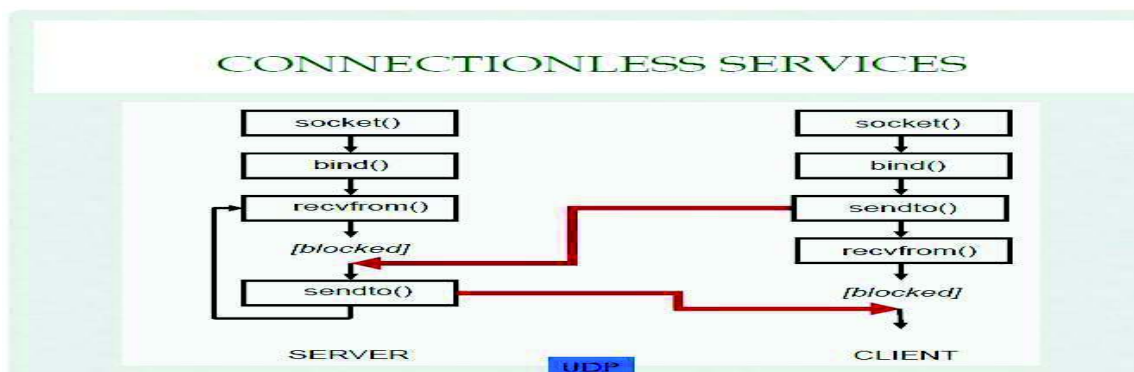 CONNECTIONLESS SERVICES
socket()
bind()
recvfrom()
[blocked]
sendto()
SERVER
socket()
bind()
sendto()
recvfrom()
[blocked]
CLIENT
UDP